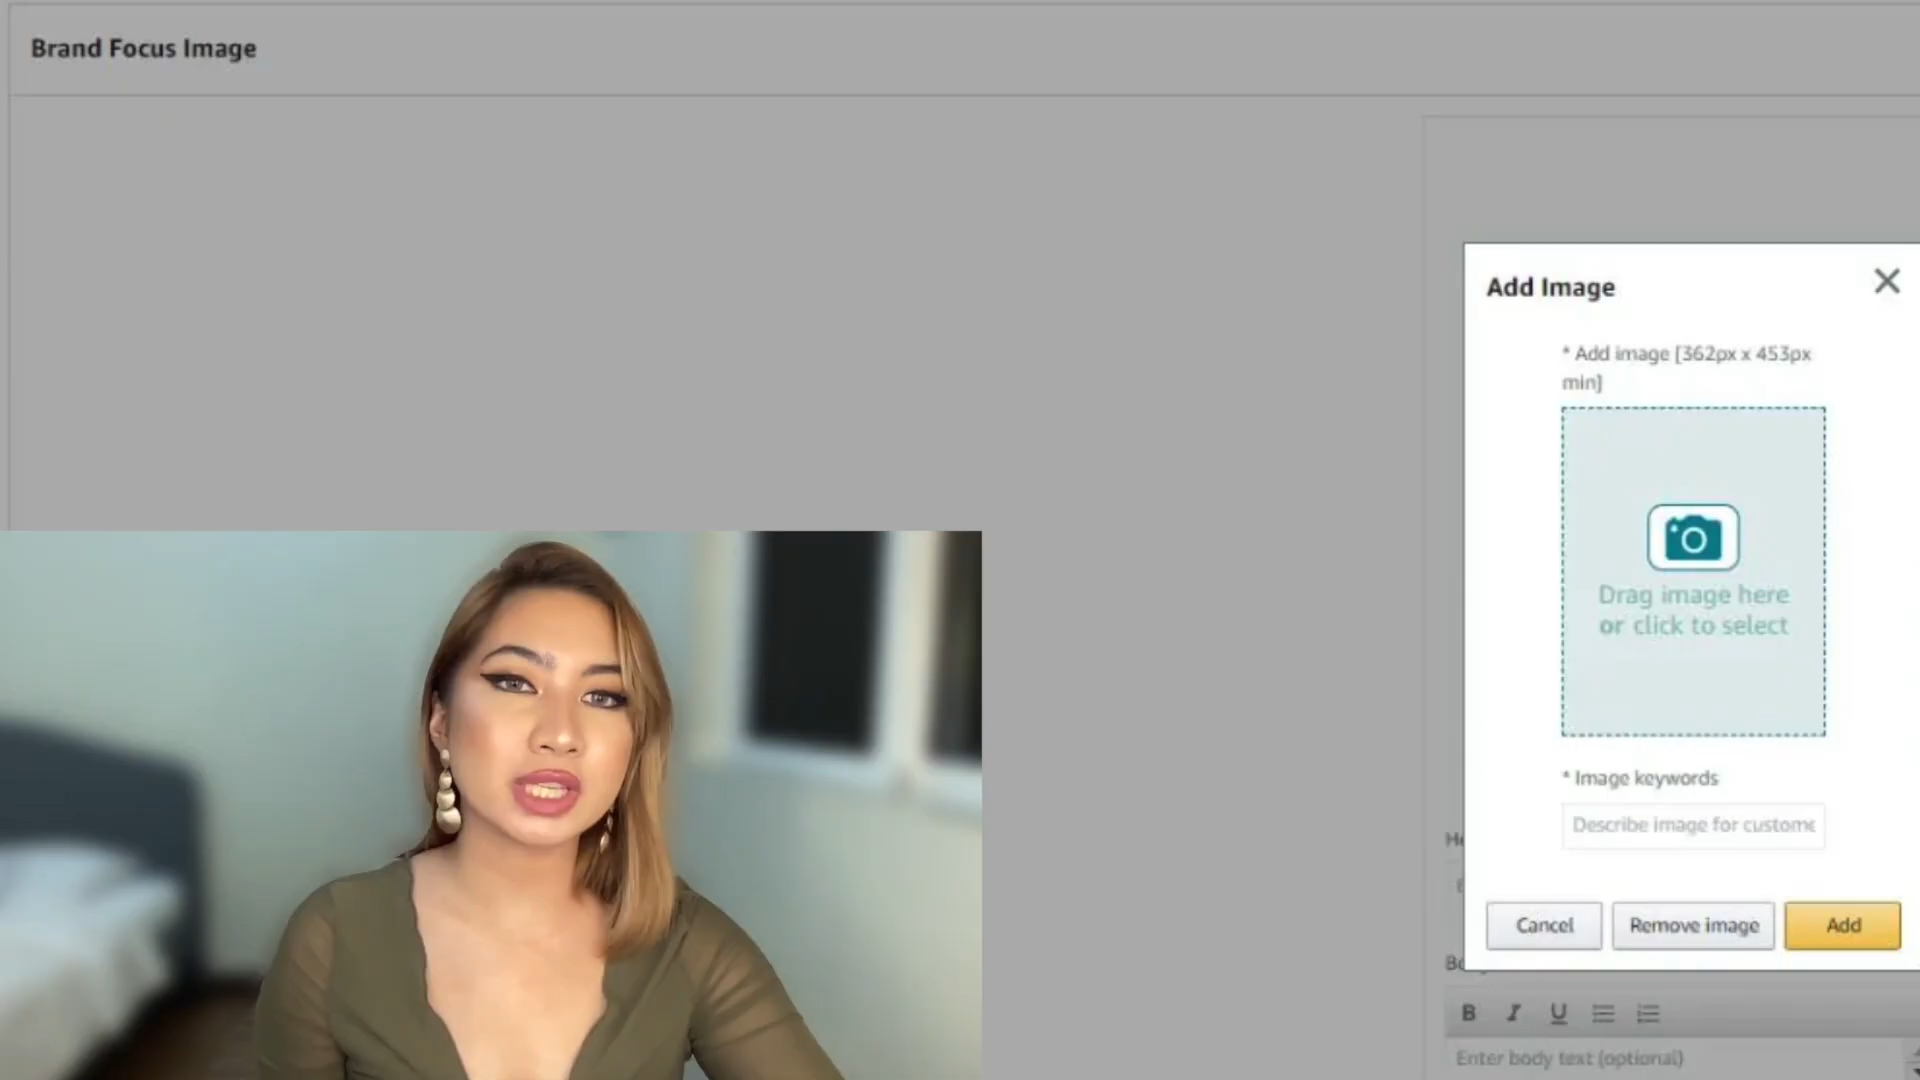 Brand Focus Image
Add Image
* Add image [362px x 453px
min]
Drag image here
or click to select
* Image keywords
Describe image for custome
Cancel
Remove image
Add
B I U
Enter body text (optional)